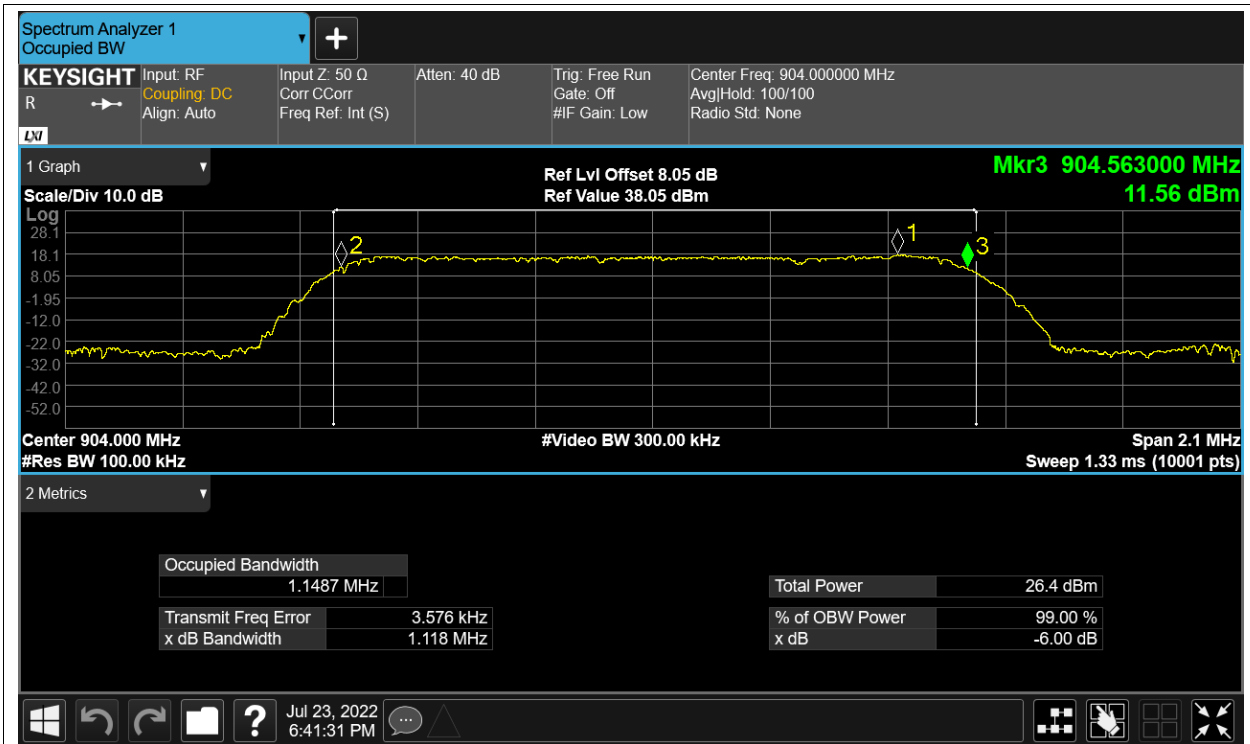 Spectrum Analyzer 1
Occupied BW
▼
+
KEYSIGHT
R
LXI
Input: RF
Coupling: DC
Align: Auto
Input Z: 50 Ω
Corr CCorr
Freq Ref: Int (S)
Atten: 40 dB
Trig: Free Run
Gate: Off
#IF Gain: Low
Center Freq: 904.000000 MHz
Avg|Hold: 100/100
Radio Std: None
1 Graph
▼
Scale/Div 10.0 dB
Ref Lvl Offset 8.05 dB
Ref Value 38.05 dBm
Mkr3 904.563000 MHz
11.56 dBm
Log
28.1
18.1
8.05
-1.95
-12.0
-22.0
-32.0
-42.0
-52.0
2
1
3
Center 904.000 MHz
#Video BW 300.00 kHz
Span 2.1 MHz
#Res BW 100.00 kHz
Sweep 1.33 ms (10001 pts)
2 Metrics
▼
Occupied Bandwidth
1.1487 MHz
Total Power 26.4 dBm
Transmit Freq Error 3.576 kHz
% of OBW Power 99.00 %
x dB Bandwidth 1.118 MHz
x dB -6.00 dB
?
Jul 23, 2022
6:41:31 PM